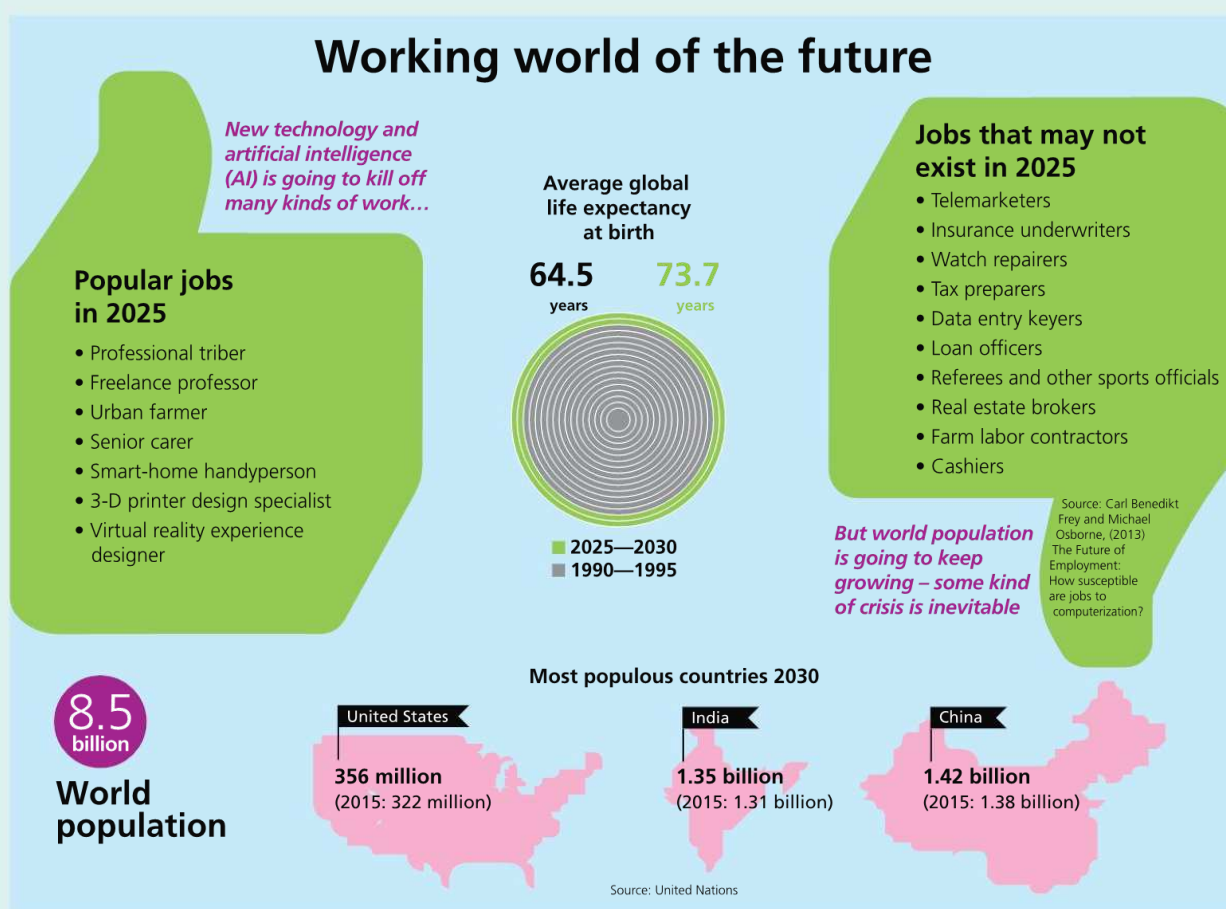 Working world of the future
New technology and
artificial intelligence
(AI) is going to kill off
many kinds of work…
Popular jobs
in 2025
• Professional triber
• Freelance professor
• Urban farmer
• Senior carer
• Smart-home handyperson
• 3-D printer design specialist
• Virtual reality experience
designer
Average global
life expectancy
at birth
64.5 73.7
years years
2025—2030
1990—1995
Jobs that may not
exist in 2025
• Telemarketers
• Insurance underwriters
• Watch repairers
• Tax preparers
• Data entry keyers
• Loan officers
• Referees and other sports officials
• Real estate brokers
• Farm labor contractors
• Cashiers
Source: Carl Benedikt
Frey and Michael
Osborne, (2013)
The Future of
Employment:
How susceptible
are jobs to
computerization?
But world population
is going to keep
growing – some kind
of crisis is inevitable
8.5
billion
World
population
Most populous countries 2030
United States
356 million
(2015: 322 million)
India
1.35 billion
(2015: 1.31 billion)
China
1.42 billion
(2015: 1.38 billion)
Source: United Nations